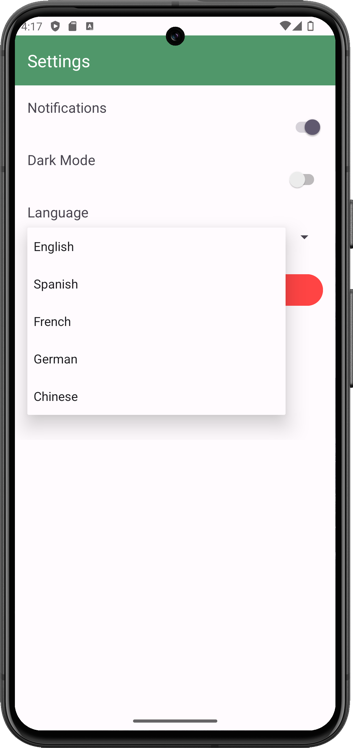 4:17
Settings
Notifications
Dark Mode
Language
English
Spanish
French
German
Chinese